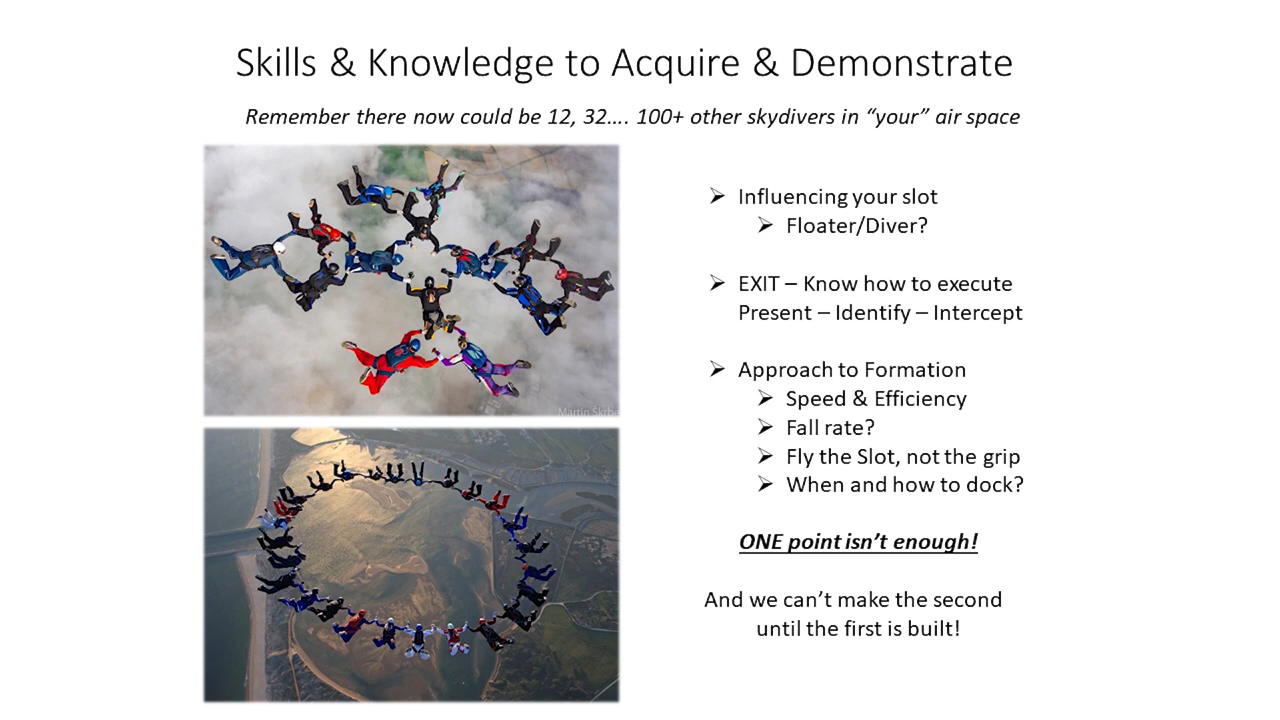 Skills & Knowledge to Acquire & Demonstrate
Remember there now could be 12, 32…. 100+ other skydivers in “your” air space
Martin Skrbe
➢ Influencing your slot
➢ Floater/Diver?
➢ EXIT – Know how to execute
Present – Identify – Intercept
➢ Approach to Formation
➢ Speed & Efficiency
➢ Fall rate?
➢ Fly the Slot, not the grip
➢ When and how to dock?
ONE point isn’t enough!
And we can’t make the second
until the first is built!